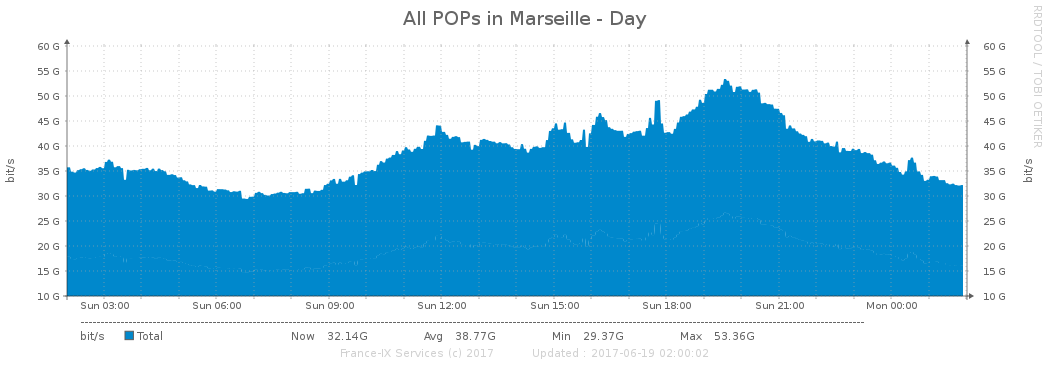 All POPs in Marseille - Day
RRDTOOL / TOBI OETIKER
60 G 60 G
55 G 55 G
50 G 50 G
45 G 45 G
40 G 40 G
35 G 35 G
30 G 30 G
25 G 25 G
20 G 20 G
15 G 15 G
10 G 10 G
bit/s
bit/s
Sun 03:00 Sun 06:00 Sun 09:00 Sun 12:00 Sun 15:00 Sun 18:00 Sun 21:00 Mon 00:00
bit/s Total Now 32.14G Avg 38.77G Min 29.37G Max 53.36G
France-IX Services (c) 2017 Updated : 2017-06-19 02:00:02